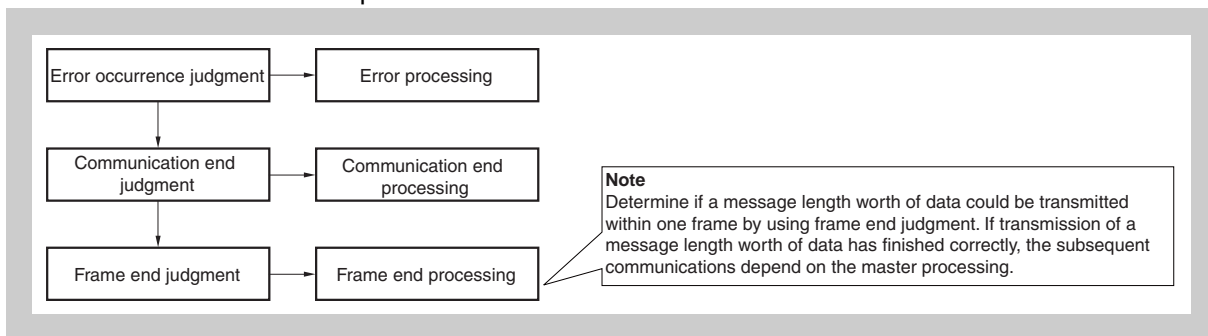 Error occurrence judgment
Error processing
Communication end
judgment
Communication end
processing
Frame end judgment
Frame end processing
Note
Determine if a message length worth of data could be transmitted
within one frame by using frame end judgment. If transmission of a
message length worth of data has finished correctly, the subsequent
communications depend on the master processing.